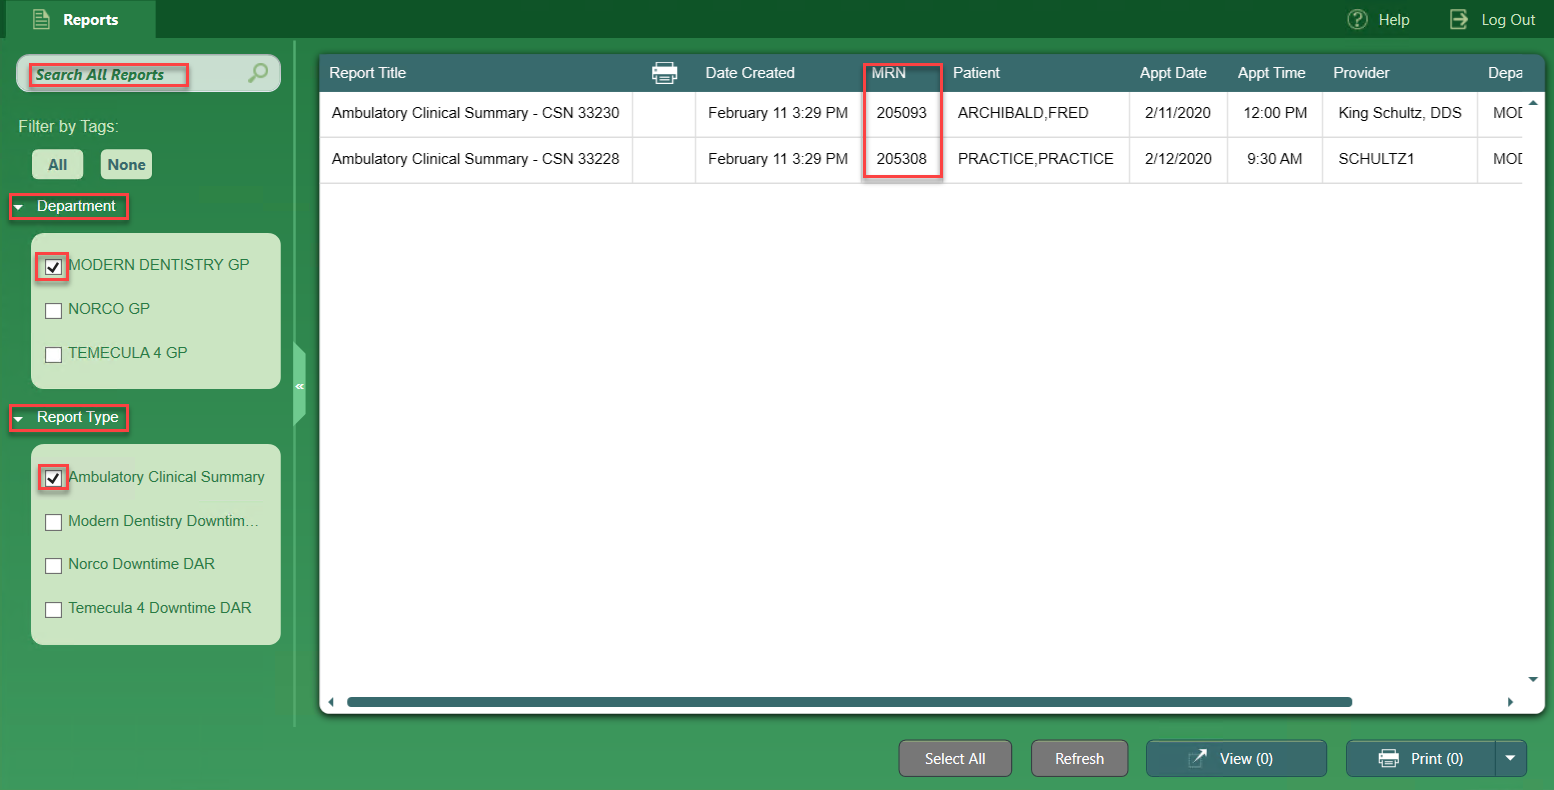 Reports
Help
Log Out
Search All Reports
Filter by Tags:
All None
Department
MODERN DENTISTRY GP
NORCO GP
TEMECULA 4 GP
«
Report Type
Ambulatory Clinical Summary
Modern Dentistry Downtim...
Norco Downtime DAR
Temecula 4 Downtime DAR
Report Title Date Created MRN Patient Appt Date Appt Time Provider Depa
Ambulatory Clinical Summary - CSN 33230 February 11 3:29 PM 205093 ARCHIBALD,FRED 2/11/2020 12:00 PM King Schultz, DDS MOD
Ambulatory Clinical Summary - CSN 33228 February 11 3:29 PM 205308 PRACTICE,PRACTICE 2/12/2020 9:30 AM SCHULTZ1 MOD
Select All Refresh View (0) Print (0)